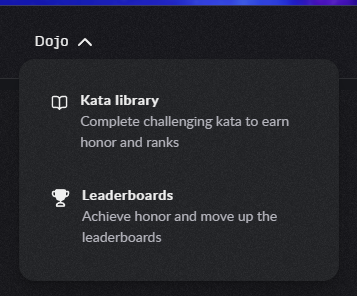 Dojo
Kata library
Complete challenging kata to earn
honor and ranks
Leaderboards
Achieve honor and move up the
leaderboards